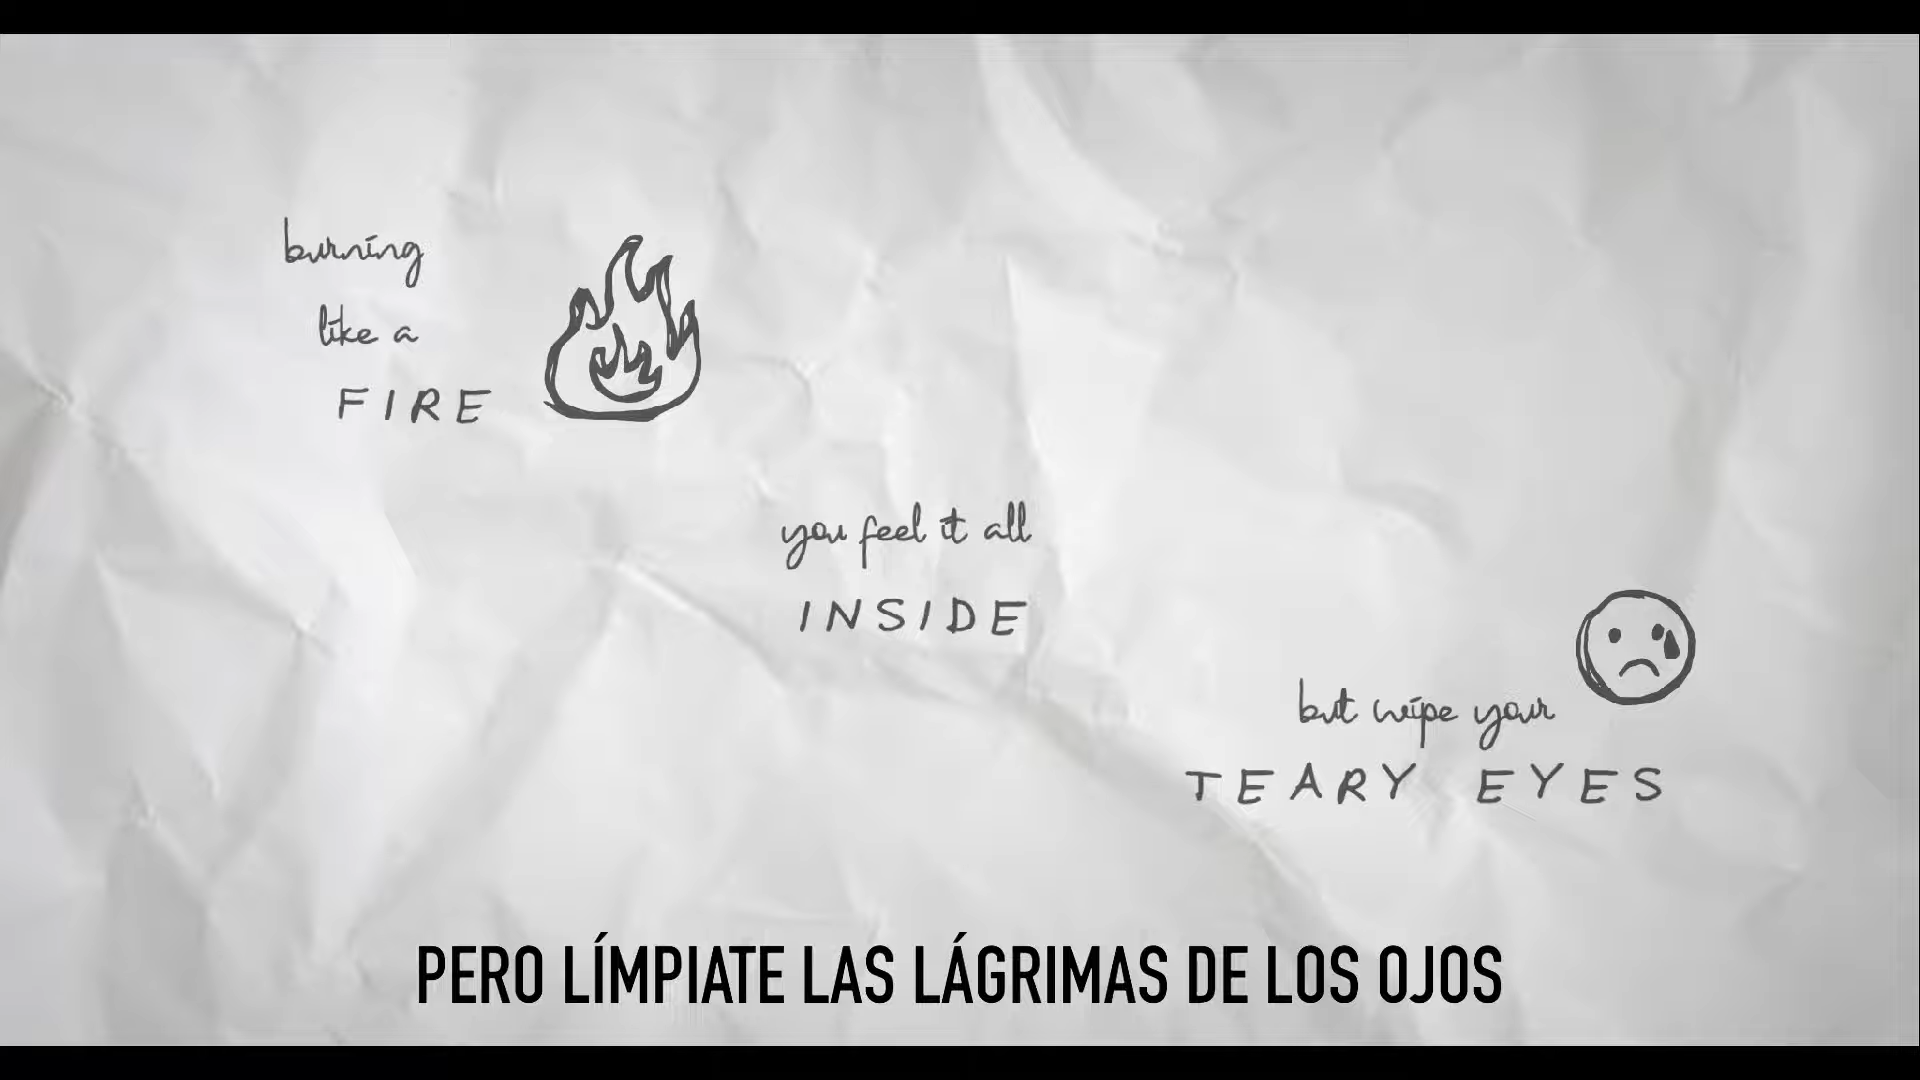 burning
like a
FIRE
you feel it all
INSIDE
but wipe your
TEARY EYES
PERO LÍMPIATE LAS LÁGRIMAS DE LOS OJOS